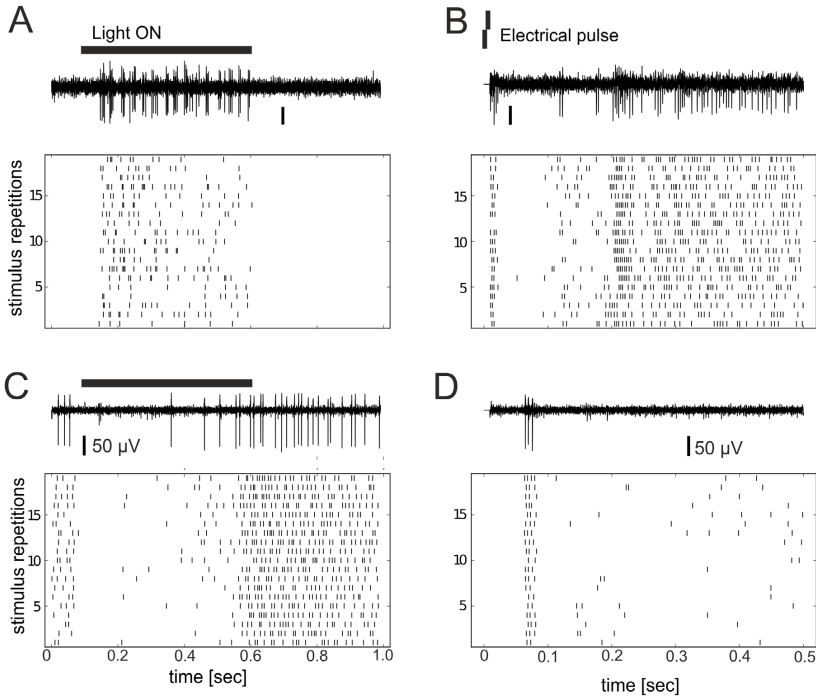 A
Light ON
B
Electrical pulse
stimulus repetitions
15
10
5
15
10
5
C
50 µV
D
50 µV
stimulus repetitions
15
10
5
0 0.2 0.4 0.6 0.8 1.0
time [sec]
15
10
5
0 0.1 0.2 0.3 0.4 0.5
time [sec]